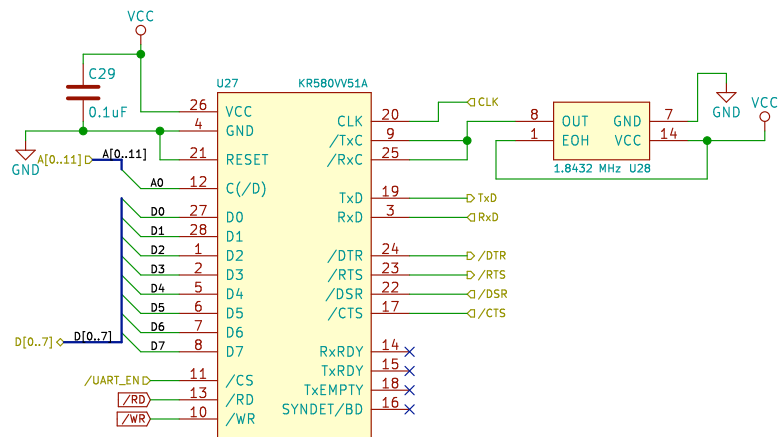 VCC
C29
0.1uF
GND
A[0..11]
A[0..11]
A0
D0
D1
D2
D3
D4
D5
D6
D7
D[0..7]
D[0..7]
/UART_EN
/RD
/WR
U27
KR580VV51A
26 VCC
4 GND
21 RESET
12 C(/D)
27 D0
28 D1
1 D2
2 D3
5 D4
6 D5
7 D6
8 D7
11 /CS
13 /RD
10 /WR
CLK 20
/TxC 9
/RxC 25
TxD 19
RxD 3
/DTR 24
/RTS 23
/DSR 22
/CTS 17
RxRDY 14
TxRDY 15
TxEMPTY 18
SYNDET/BD 16
CLK
TxD
RxD
/DTR
/RTS
/DSR
/CTS
8 OUT
1 EOH
GND 7
VCC 14
1.8432 MHz U28
GND
VCC